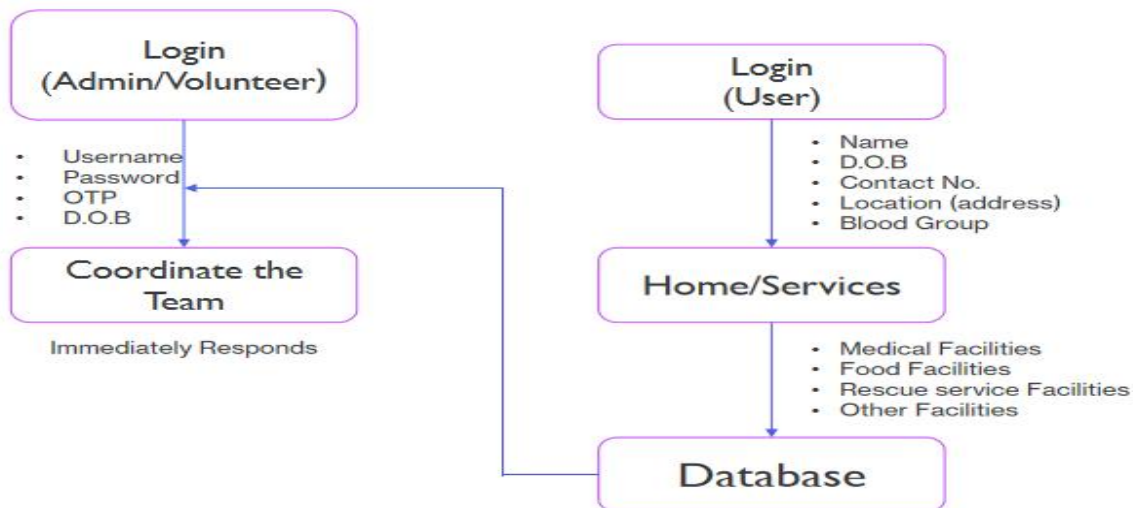 Login
(Admin/Volunteer)
• Username
• Password
• OTP
• D.O.B
Coordinate the
Team
Immediately Responds
Login
(User)
• Name
• D.O.B
• Contact No.
• Location (address)
• Blood Group
Home/Services
• Medical Facilities
• Food Facilities
• Rescue service Facilities
• Other Facilities
Database